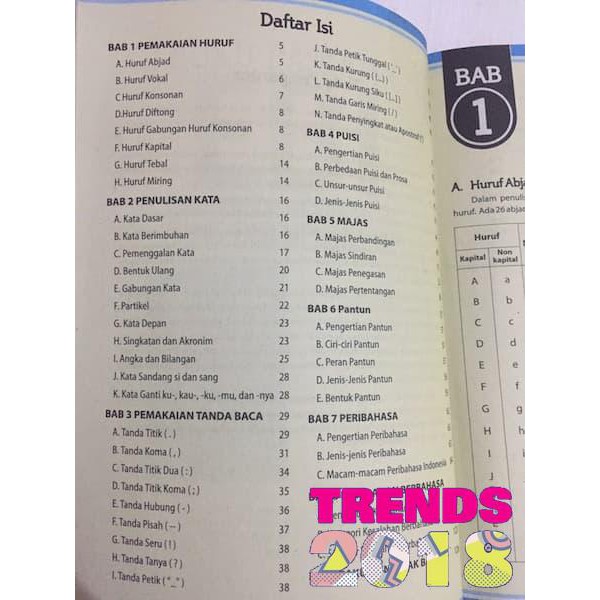 Daftar Isi
BAB 1 PEMAKAIAN HURUF 5
A. Huruf Abjad 5
B. Huruf Vokal 6
C Huruf Konsonan 7
D.Huruf Diftong 8
E. Huruf Gabungan Huruf Konsonan 8
F. Huruf Kapital 8
G. Huruf Tebal 14
H. Huruf Miring 14
BAB 2 PENULISAN KATA 16
A. Kata Dasar 16
B. Kata Berimbuhan 16
C. Pemenggalan Kata 17
D. Bentuk Ulang 20
E. Gabungan Kata 21
F. Partikel 22
G. Kata Depan 23
H. Singkatan dan Akronim 23
I. Angka dan Bilangan 25
J. Kata Sandang si dan sang 28
K. Kata Ganti ku-, kau-, -ku, -mu, dan -nya 28
BAB 3 PEMAKAIAN TANDA BACA 29
A. Tanda Titik ( . ) 29
B. Tanda Koma ( , ) 31
C. Tanda Titik Dua ( : ) 34
D. Tanda Titik Koma ( ; ) 35
E. Tanda Hubung ( - ) 36
F. Tanda Pisah ( -- ) 37
G. Tanda Seru ( ! ) 38
H. Tanda Tanya ( ? ) 38
I. Tanda Petik ( "..." ) 38
J. Tanda Petik Tunggal ( '...' )
K. Tanda Kurung ( (...) )
L. Tanda Kurung Siku ( [...] )
M. Tanda Garis Miring ( / )
N. Tanda Penyingkat atau Apostrof (')
BAB 4 PUISI
A. Pengertian Puisi
B. Perbedaan Puisi dan Prosa
C. Unsur-unsur Puisi
D. Jenis-Jenis Puisi
BAB 5 MAJAS
A. Majas Perbandingan
B. Majas Sindiran
C. Majas Penegasan
D. Majas Pertentangan
BAB 6 Pantun
A. Pengertian Pantun
B. Ciri-ciri Pantun
C. Peran Pantun
D. Jenis-Jenis Pantun
E. Bentuk Pantun
BAB 7 PERIBAHASA
A. Pengertian Peribahasa
B. Jenis-jenis Peribahasa
C. Macam-macam Peribahasa Indonesia
BERBAHASA
Kesalahan
BAB
1
A. Huruf Abj
Dalam penulis
huruf. Ada 26 abja
Huruf
Kapital Non kapital
A a
B b
C c
D d
E e
F f
G g
H h
I i
J
TRENDS
2018